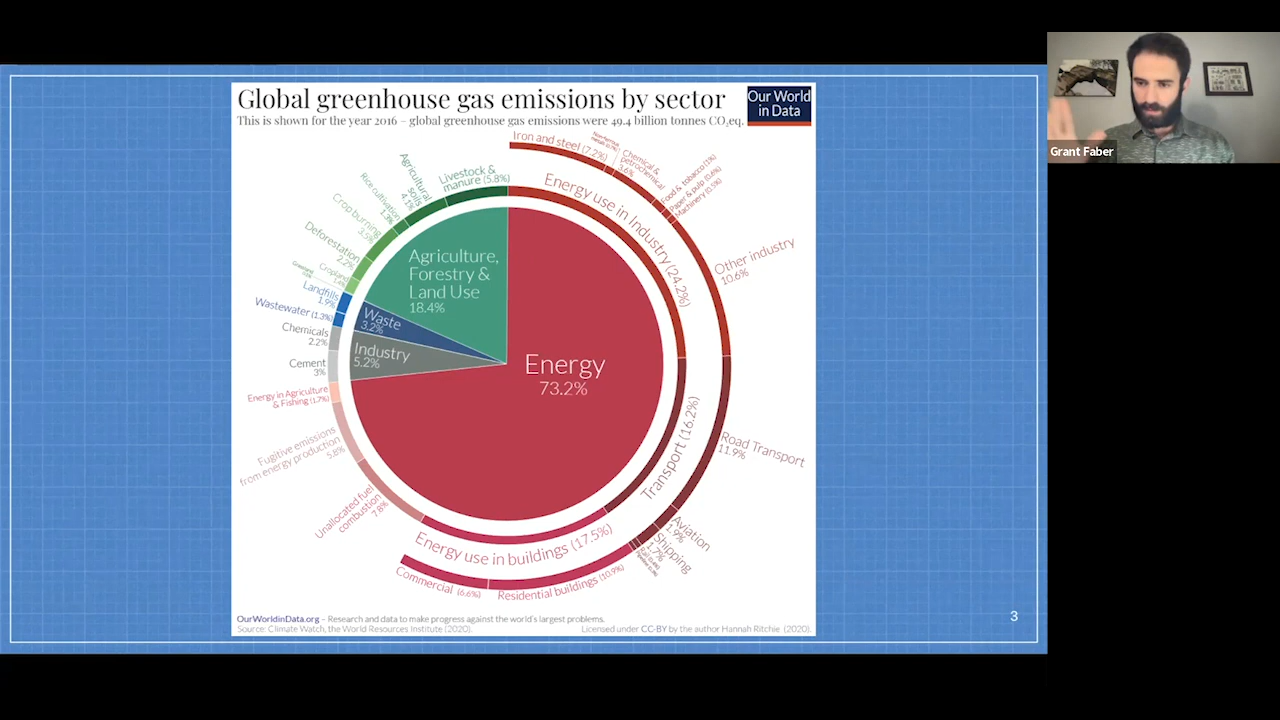 Global greenhouse gas emissions by sector
This is shown for the year 2016 – global greenhouse gas emissions were 49.4 billion tonnes CO₂eq.
Our World
in Data
Grant Faber
Iron and steel (7.2%)
Chemical &
petrochemical
3.6%
Food & tobacco (1%)
Paper & pulp (0.6%)
Machinery (0.5%)
Energy use in Industry (24.2%)
Other industry
10.6%
Livestock &
manure (5.8%)
Agricultural
soils
4.1%
Rice cultivation
1.3%
Crop burning
3.5%
Deforestation
2.2%
Cropland
Landfills
1.9%
Wastewater (1.3%)
Chemicals
2.2%
Cement
3%
Energy in Agriculture
& Fishing (1.7%)
Fugitive emissions
from energy production
5.8%
Unallocated fuel
combustion
7.8%
Agriculture,
Forestry &
Land Use
18.4%
Waste
3.2%
Industry
5.2%
Energy
73.2%
Transport (16.2%)
Road Transport
11.9%
Aviation
1.9%
Shipping
1.7%
Energy use in buildings (17.5%)
Commercial (6.6%)
Residential buildings (10.9%)
OurWorldinData.org – Research and data to make progress against the world's largest problems.
Source: Climate Watch, the World Resources Institute (2020).
Licensed under CC-BY by the author Hannah Ritchie (2020).
3